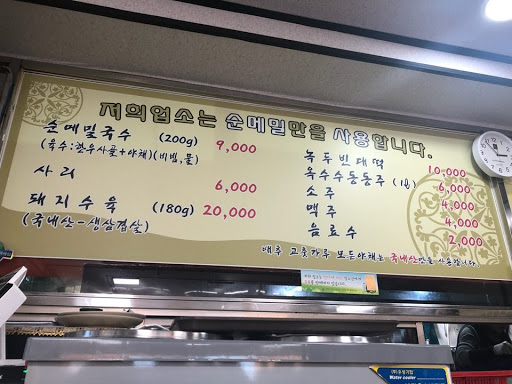 저희업소는 순메밀만을 사용합니다.
순메밀국수 (200g) 9,000
(육수:한우사골+야채)(비빔,물)
사리 6,000
돼지수육 (180g) 20,000
(국내산-생삼겹살)
녹두빈대떡 10,000
옥수수동동주 6,000
소주 4,000
맥주 4,000
음료수 2,000
배추 고춧가루 모든야채는 국내산만을 사용합니다.
Water cooler